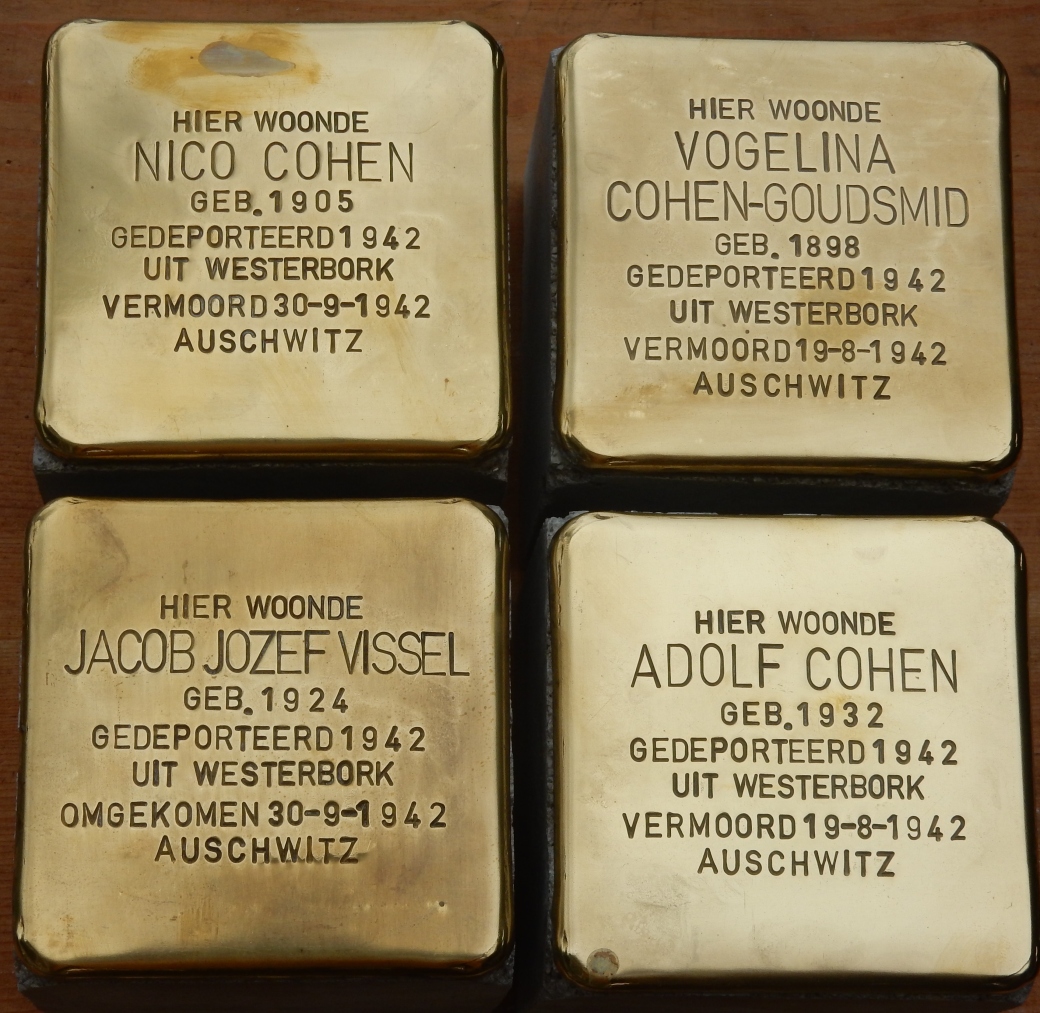 HIER WOONDE
NICO COHEN
GEB. 1905
GEDEPORTEERD 1942
UIT WESTERBORK
VERMOORD 30-9-1942
AUSCHWITZ
HIER WOONDE
VOGELINA
COHEN-GOUDSMID
GEB. 1898
GEDEPORTEERD 1942
UIT WESTERBORK
VERMOORD 19-8-1942
AUSCHWITZ
HIER WOONDE
JACOB JOZEF VISSEL
GEB. 1924
GEDEPORTEERD 1942
UIT WESTERBORK
OMGEKOMEN 30-9-1942
AUSCHWITZ
HIER WOONDE
ADOLF COHEN
GEB. 1932
GEDEPORTEERD 1942
UIT WESTERBORK
VERMOORD 19-8-1942
AUSCHWITZ